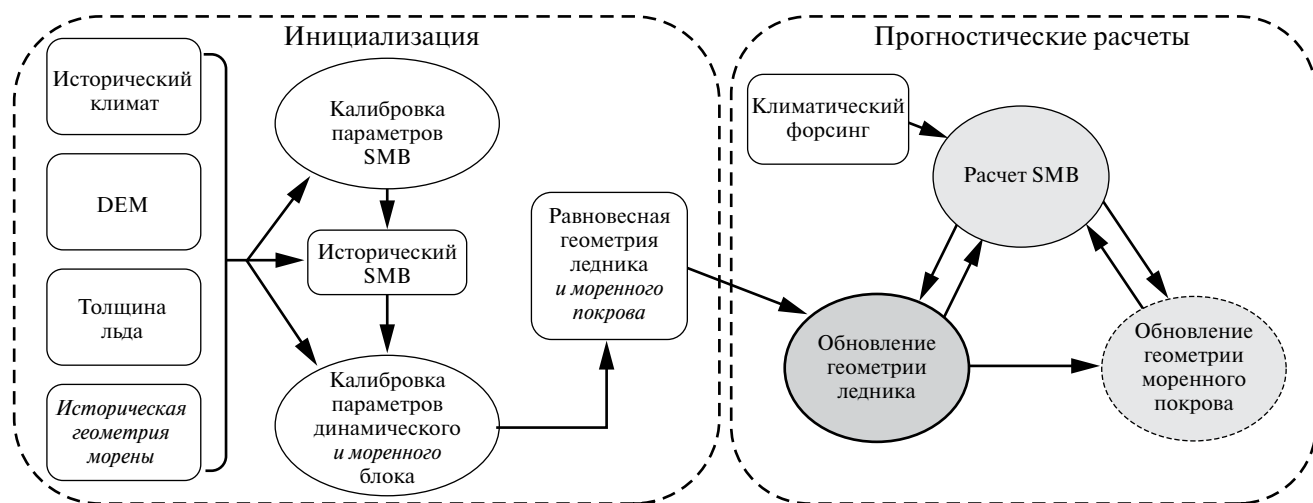 Инициализация
Исторический
климат
DEM
Толщина
льда
Историческая
геометрия
морены
Калибровка
параметров
SMB
Исторический
SMB
Калибровка
параметров
динамического
и моренного
блока
Равновесная
геометрия
ледника
и моренного
покрова
Прогностические расчеты
Климатический
форсинг
Расчет SMB
Обновление
геометрии
ледника
Обновление
геометрии
моренного
покрова